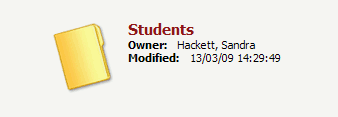 Students
Owner: Hackett, Sandra
Modified: 13/03/09 14:29:49